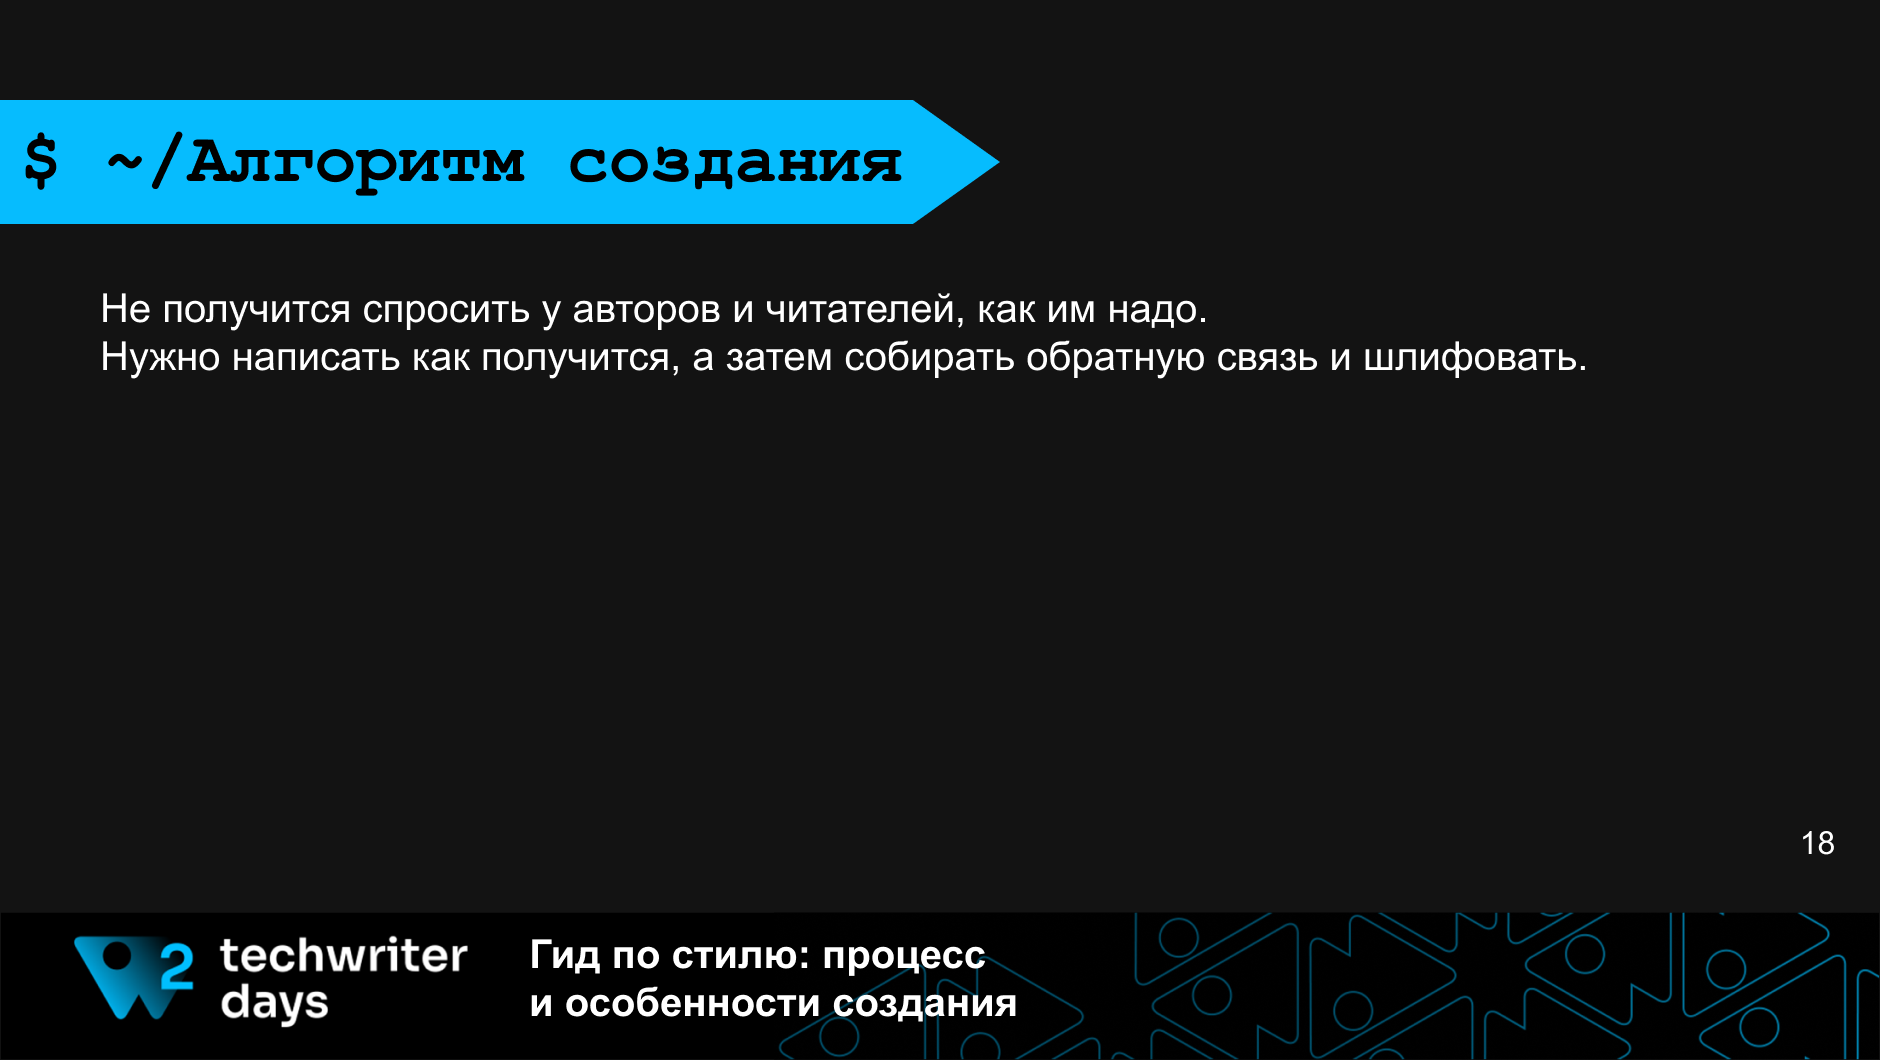 $ ~/Алгоритм создания
Не получится спросить у авторов и читателей, как им надо.
Нужно написать как получится, а затем собирать обратную связь и шлифовать.
18
2 techwriter
days
Гид по стилю: процесс
и особенности создания